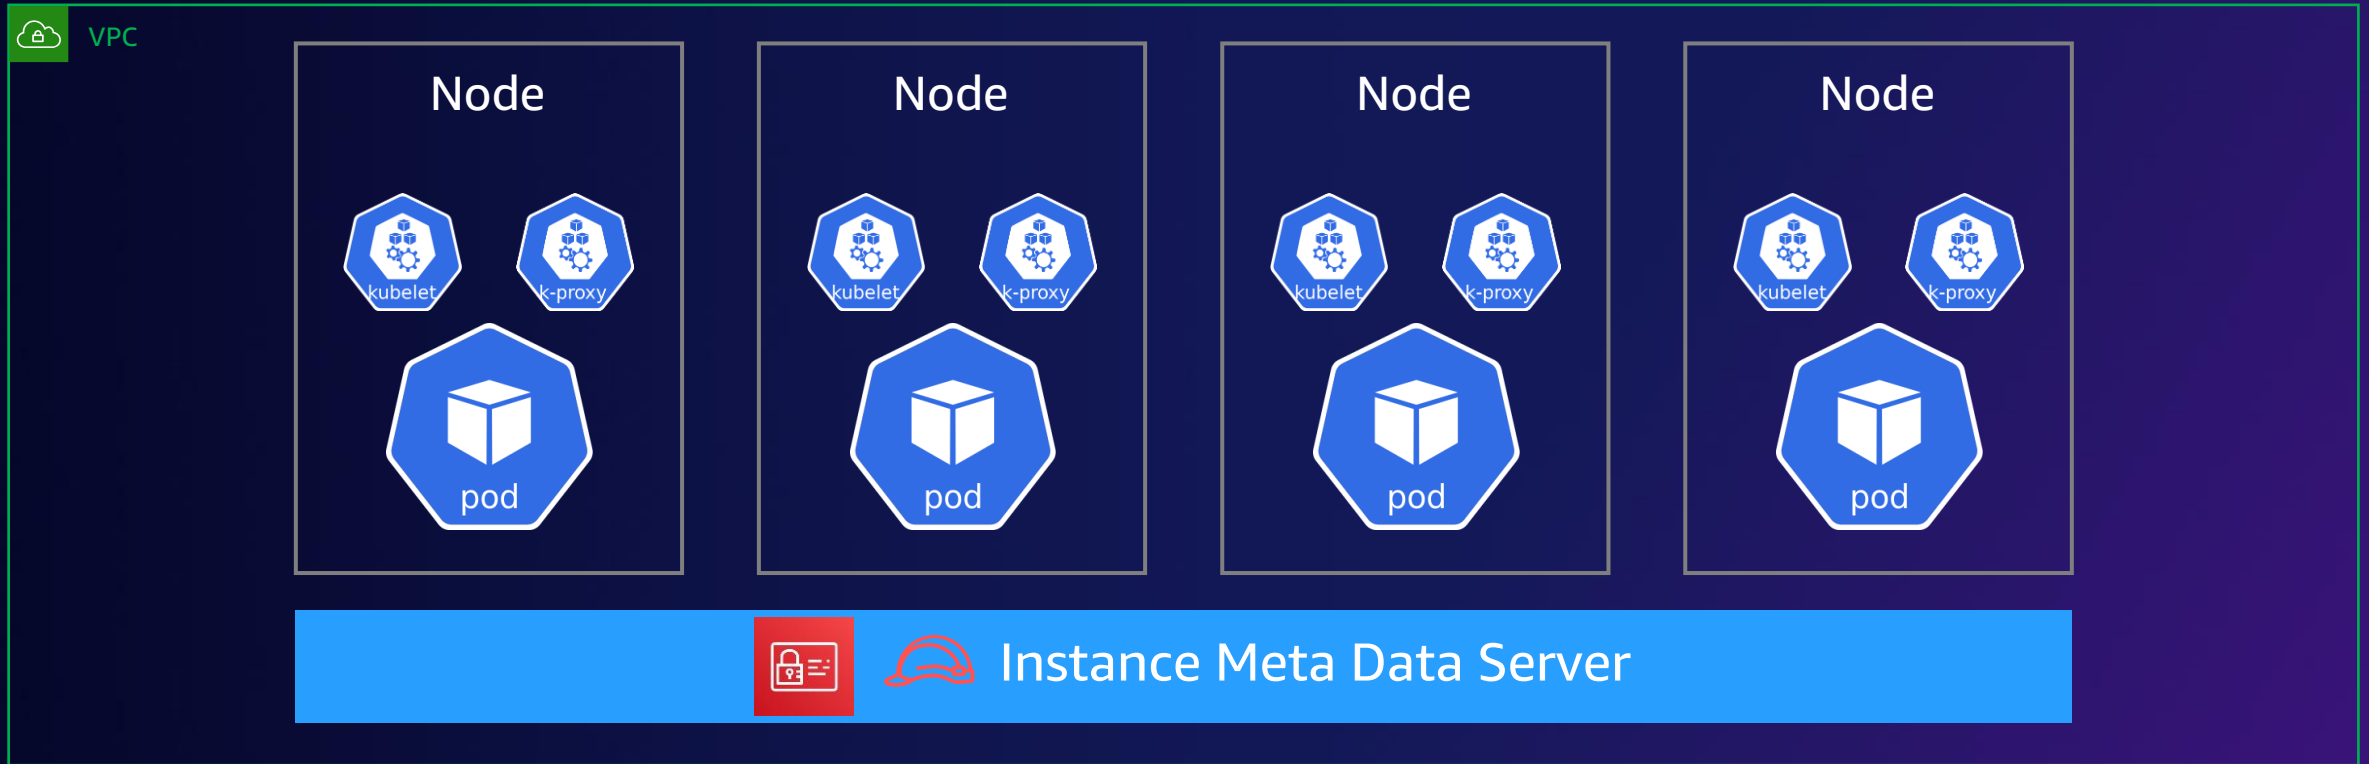 VPC
Node
kubelet
k-proxy
pod
Node
kubelet
k-proxy
pod
Node
kubelet
k-proxy
pod
Node
kubelet
k-proxy
pod
Instance Meta Data Server